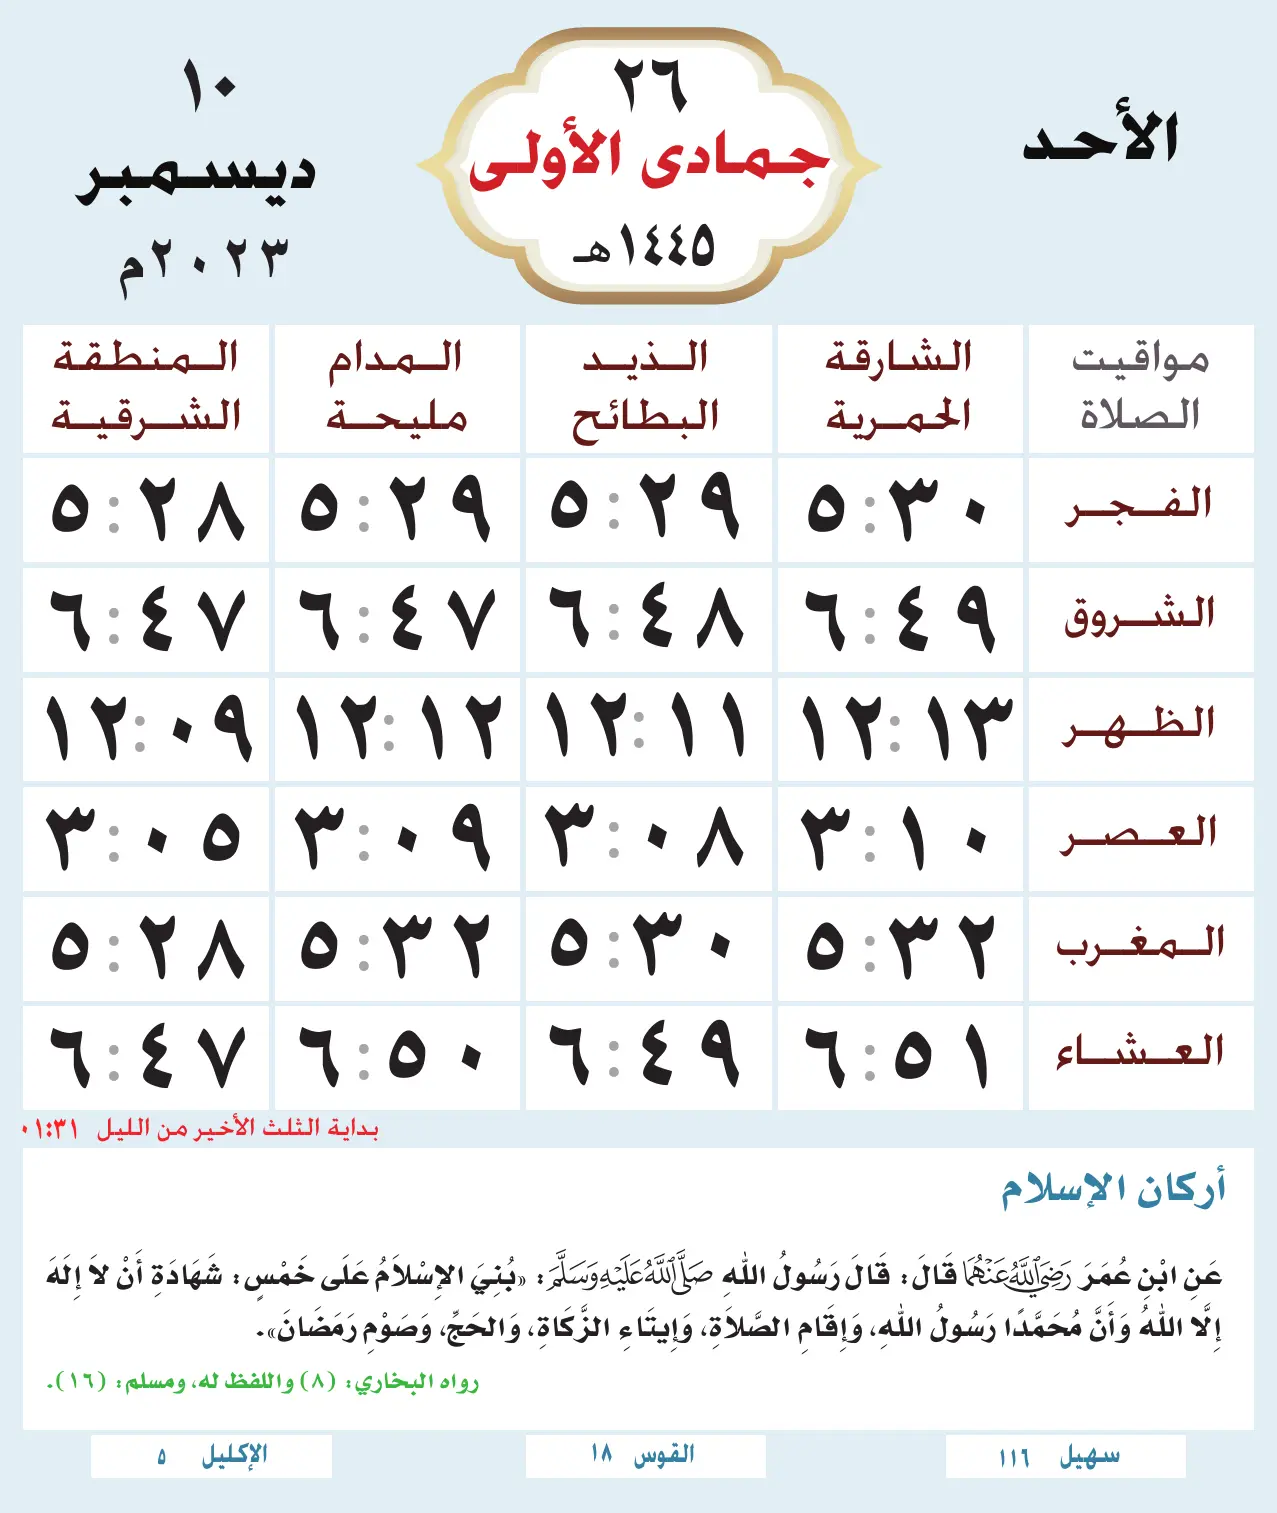 الأحد
٢٦
جمادى الأولى
١٤٤٥هـ
١٠
ديسمبر
٢٠٢٣م
مواقيت الصلاة
الشارقة الحمرية
الذيد البطائح
المدام مليحة
المنطقة الشرقية
الفجر ٥:٣٠ ٥:٢٩ ٥:٢٩ ٥:٢٨
الشروق ٦:٤٩ ٦:٤٨ ٦:٤٧ ٦:٤٧
الظهر ١٢:١٣ ١٢:١١ ١٢:١٢ ١٢:٠٩
العصر ٣:١٠ ٣:٠٨ ٣:٠٩ ٣:٠٥
المغرب ٥:٣٢ ٥:٣٠ ٥:٣٢ ٥:٢٨
العشاء ٦:٥١ ٦:٤٩ ٦:٥٠ ٦:٤٧
بداية الثلث الأخير من الليل ٠١:٣١
أركان الإسلام
عَنِ ابْنِ عُمَرَ رَضِيَ اللَّهُ عَنْهُمَا قَالَ: قَالَ رَسُولُ اللهِ صَلَّى اللَّهُ عَلَيْهِ وَسَلَّمَ: «بُنِيَ الإِسْلَامُ عَلَى خَمْسٍ: شَهَادَةِ أَنْ لاَ إِلَهَ
إِلَّا اللهُ وَأَنَّ مُحَمَّدًا رَسُولُ اللهِ، وَإِقَامِ الصَّلاَةِ، وَإِيتَاءِ الزَّكَاةِ، وَالحَجِّ، وَصَوْمِ رَمَضَانَ».
رواه البخاري: (٨) واللفظ له، ومسلم: (١٦).
سهيل ١١٦
القوس ١٨
الإكليل ٥